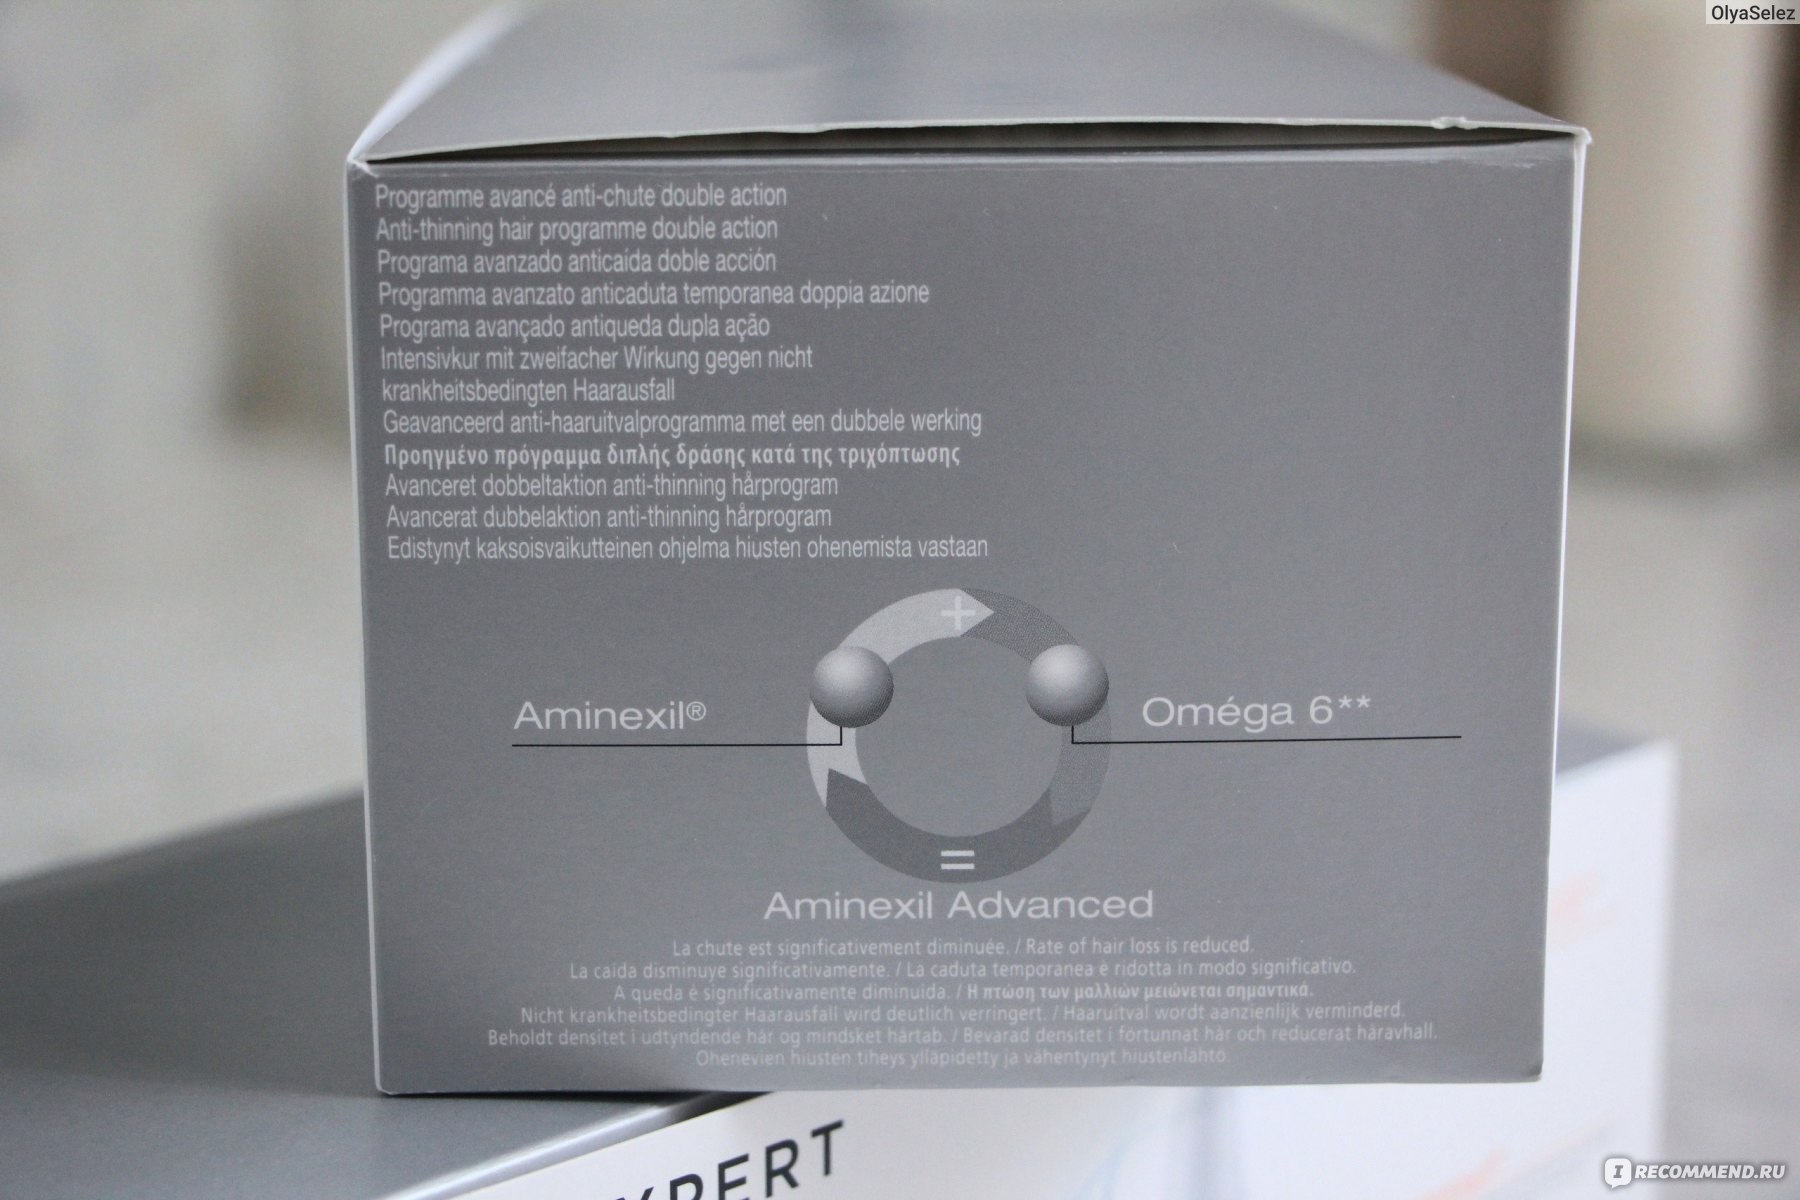 OlyaSelez
Programme avancé anti-chute double action
Anti-thinning hair programme double action
Programa avanzado anticaida doble acción
Programma avanzato anticaduta temporanea doppia azione
Programa avançado antiqueda dupla ação
Intensivkur mit zweifacher Wirkung gegen nicht
krankheitsbedingten Haarausfall
Geavanceerd anti-haaruitvalprogramma met een dubbele werking
Προηγμένο πρόγραμμα διπλής δράσης κατά της τριχόπτωσης
Avanceret dobbeltaktion anti-thinning hårprogram
Avancerat dubbelaktion anti-thinning hårprogram
Edistynyt kaksoisvaikutteinen ohjelma hiusten ohenemista vastaan
+
Aminexil® Oméga 6**
=
Aminexil Advanced
La chute est significativement diminuée. / Rate of hair loss is reduced.
La caida disminuye significativamente. / La caduta temporanea è ridotta in modo significativo.
A queda é significativamente diminuida. / Η πτώση των μαλλιών μειώνεται σημαντικά.
Nicht krankheitsbedingter Haarausfall wird deutlich verringert. / Haaruitval wordt aanzienlijk verminderd.
Beholdt densitet i udtyndende hår og mindsket hårtab. / Bevarad densitet i förtunnat hår och reducerat håravhall.
Ohenevien hiusten tiheys ylläpidetty ja vähentynyt hiustenlähtö.
XPERT
IRECOMMEND.RU